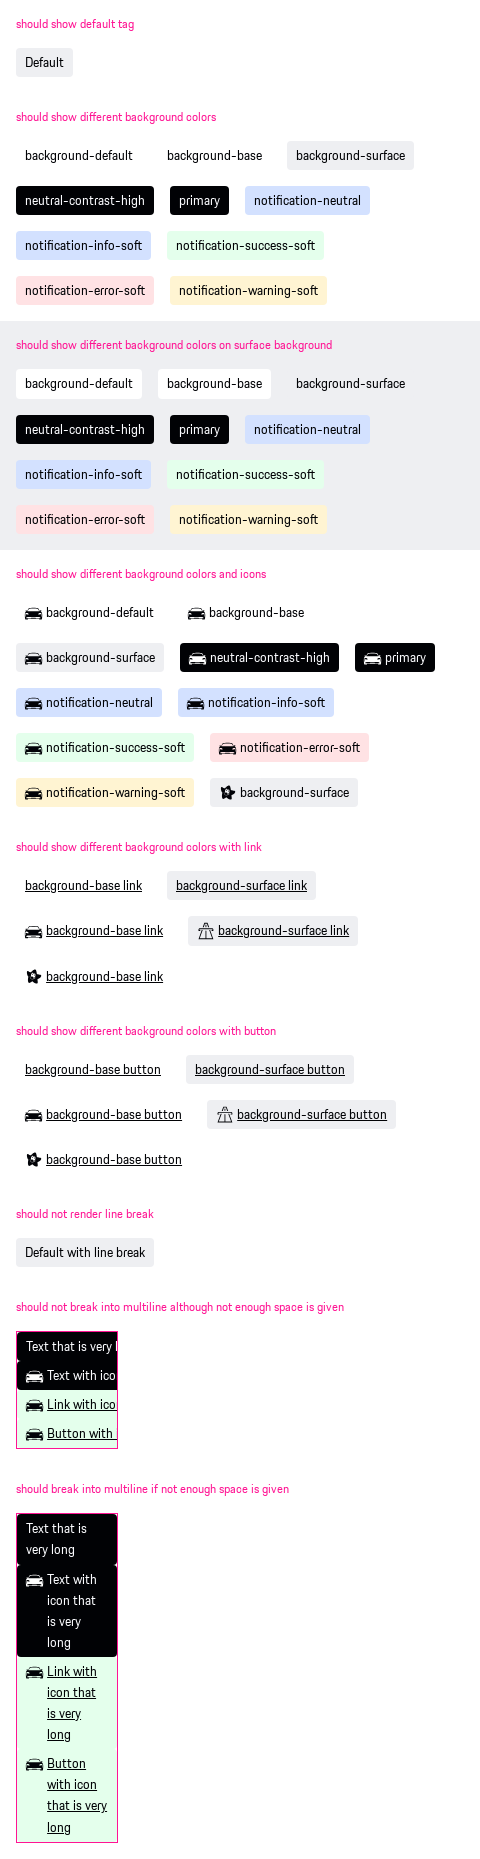 should show default tag
Default
should show different background colors
background-default background-base background-surface
neutral-contrast-high primary notification-neutral
notification-info-soft notification-success-soft
notification-error-soft notification-warning-soft
should show different background colors on surface background
background-default background-base background-surface
neutral-contrast-high primary notification-neutral
notification-info-soft notification-success-soft
notification-error-soft notification-warning-soft
should show different background colors and icons
background-default background-base
background-surface neutral-contrast-high primary
notification-neutral notification-info-soft
notification-success-soft notification-error-soft
notification-warning-soft background-surface
should show different background colors with link
background-base link background-surface link
background-base link background-surface link
background-base link
should show different background colors with button
background-base button background-surface button
background-base button background-surface button
background-base button
should not render line break
Default with line break
should not break into multiline although not enough space is given
Text that is very
Text with ico
Link with ico
Button with
should break into multiline if not enough space is given
Text that is
very long
Text with
icon that
is very
long
Link with
icon that
is very
long
Button
with icon
that is very
long